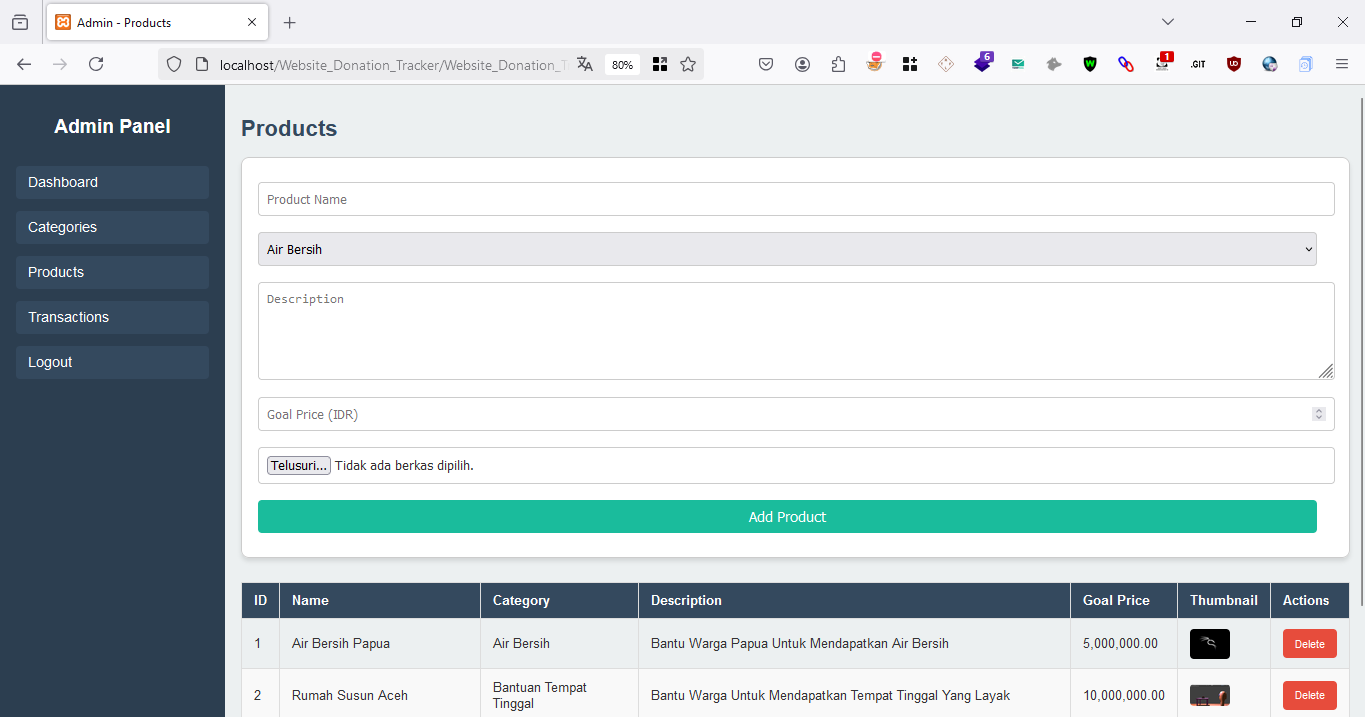 Admin - Products
localhost/Website_Donation_Tracker/Website_Donation_T
80%
6
1
.GIT
Admin Panel
Dashboard
Categories
Products
Transactions
Logout
Products
Product Name
Air Bersih
Description
Goal Price (IDR)
Telusuri... Tidak ada berkas dipilih.
Add Product
ID Name Category Description Goal Price Thumbnail Actions
1 Air Bersih Papua Air Bersih Bantu Warga Papua Untuk Mendapatkan Air Bersih 5,000,000.00 Delete
2 Rumah Susun Aceh Bantuan Tempat Tinggal Bantu Warga Untuk Mendapatkan Tempat Tinggal Yang Layak 10,000,000.00 Delete